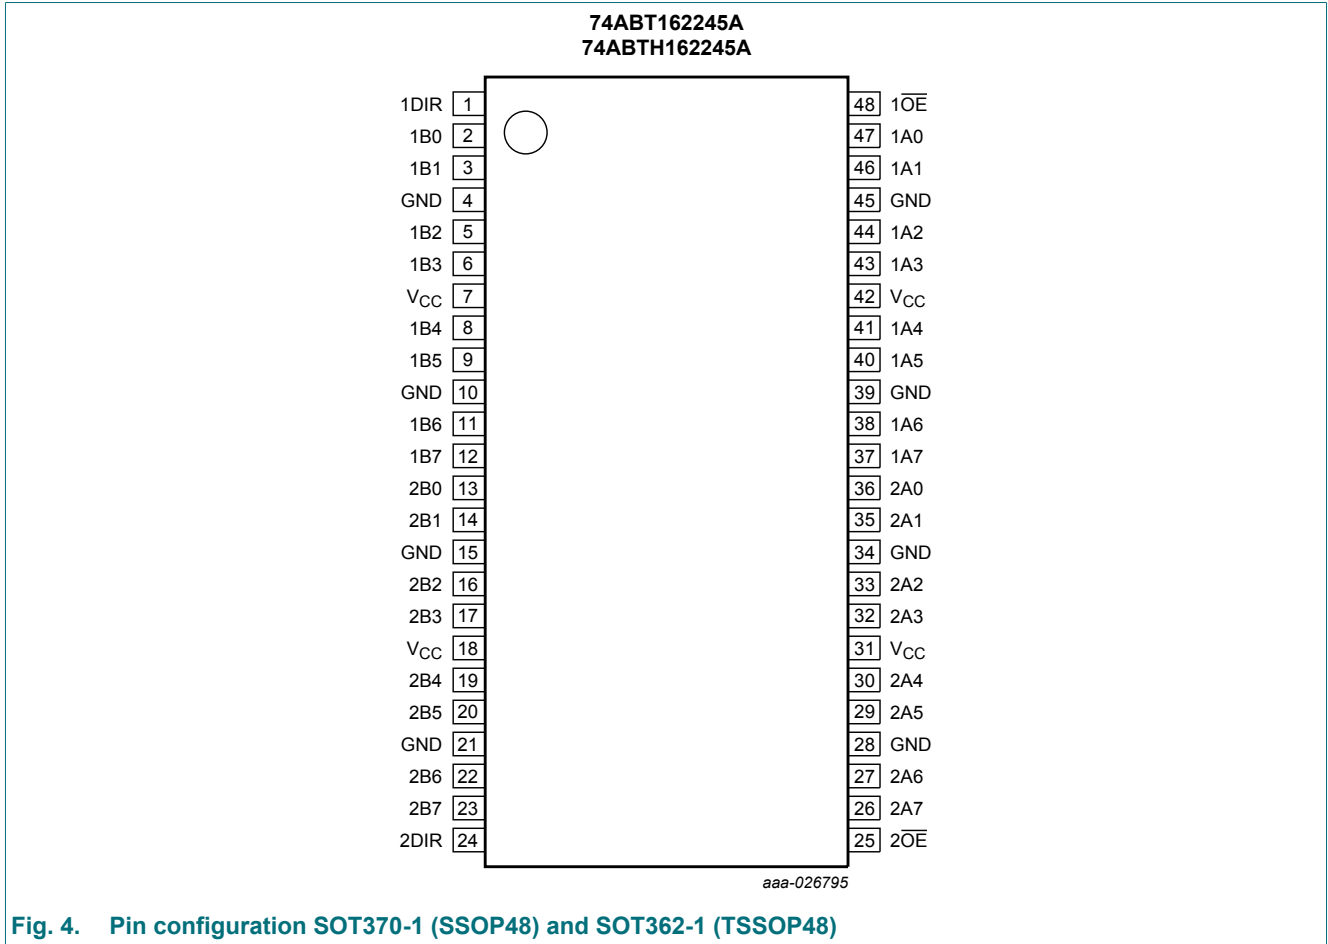 74ABT162245A
74ABTH162245A
1DIR 1 48 1OE
1B0 2 47 1A0
1B1 3 46 1A1
GND 4 45 GND
1B2 5 44 1A2
1B3 6 43 1A3
VCC 7 42 VCC
1B4 8 41 1A4
1B5 9 40 1A5
GND 10 39 GND
1B6 11 38 1A6
1B7 12 37 1A7
2B0 13 36 2A0
2B1 14 35 2A1
GND 15 34 GND
2B2 16 33 2A2
2B3 17 32 2A3
VCC 18 31 VCC
2B4 19 30 2A4
2B5 20 29 2A5
GND 21 28 GND
2B6 22 27 2A6
2B7 23 26 2A7
2DIR 24 25 2OE
aaa-026795
Fig. 4. Pin configuration SOT370-1 (SSOP48) and SOT362-1 (TSSOP48)